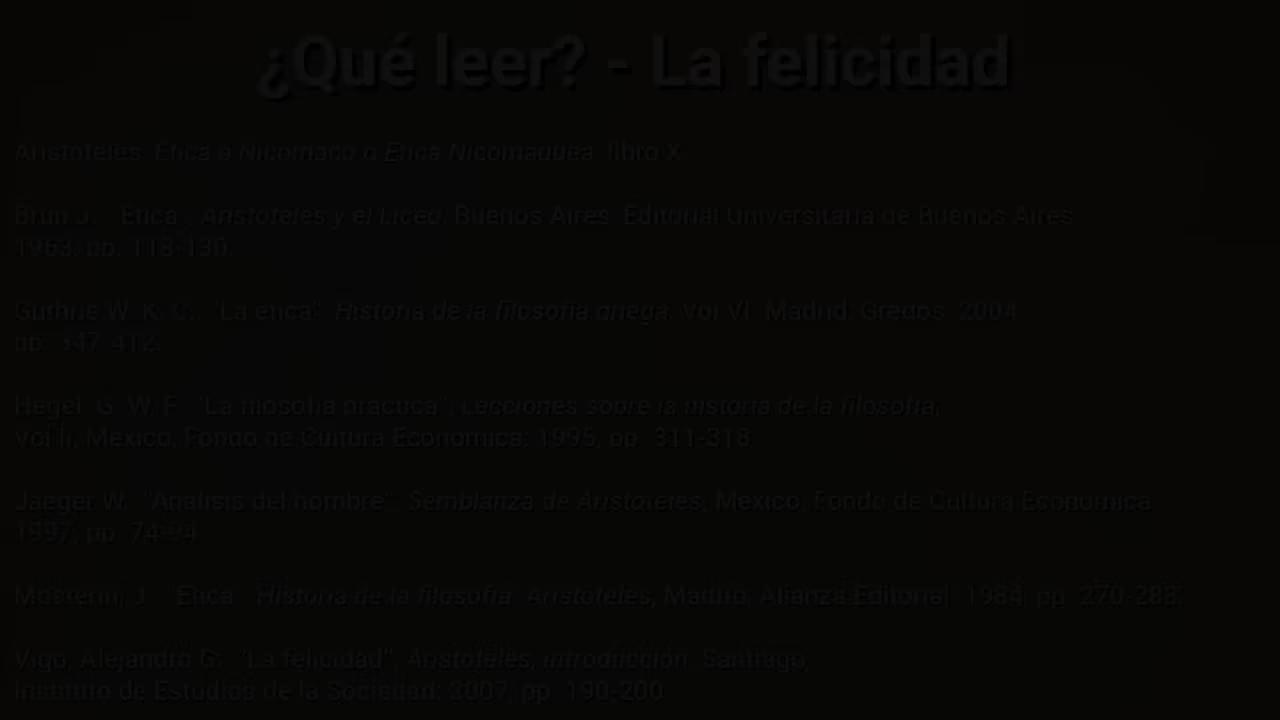 ¿Qué leer? - La felicidad
Aristóteles, Ética a Nicómaco o Ética Nicomaquea, libro X.
Brun J., "Ética", Aristóteles y el Liceo, Buenos Aires, Editorial Universitaria de Buenos Aires,
1963, pp. 118-130.
Guthrie W. K. C., "La ética", Historia de la filosofía griega, vol VI, Madrid, Gredos, 2004,
pp. 347-412.
Hegel, G. W. F., "La filosofía práctica", Lecciones sobre la historia de la filosofía,
vol II, México, Fondo de Cultura Económica, 1995, pp. 311-318.
Jaeger W., "Análisis del hombre", Semblanza de Aristóteles, México, Fondo de Cultura Económica,
1997, pp. 74-94.
Mosterín, J., "Ética", Historia de la filosofía. Aristóteles, Madrid, Alianza Editorial, 1984, pp. 270-288.
Vigo, Alejandro G., "La felicidad", Aristóteles, introducción, Santiago,
Instituto de Estudios de la Sociedad, 2007, pp. 190-200.